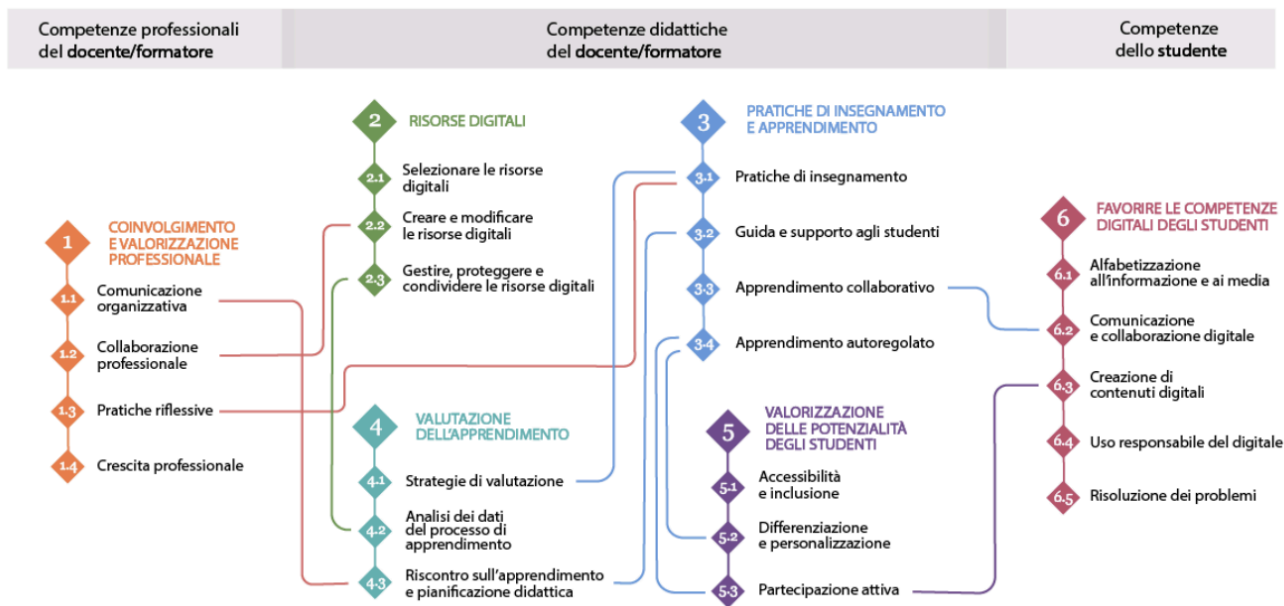 Competenze professionali
del docente/formatore
Competenze didattiche
del docente/formatore
Competenze
dello studente
1
COINVOLGIMENTO
E VALORIZZAZIONE
PROFESSIONALE
1.1
Comunicazione
organizzativa
1.2
Collaborazione
professionale
1.3
Pratiche riflessive
1.4
Crescita professionale
2
RISORSE DIGITALI
2.1
Selezionare le risorse
digitali
2.2
Creare e modificare
le risorse digitali
2.3
Gestire, proteggere e
condividere le risorse digitali
3
PRATICHE DI INSEGNAMENTO
E APPRENDIMENTO
3.1
Pratiche di insegnamento
3.2
Guida e supporto agli studenti
3.3
Apprendimento collaborativo
3.4
Apprendimento autoregolato
4
VALUTAZIONE
DELL'APPRENDIMENTO
4.1
Strategie di valutazione
4.2
Analisi dei dati
del processo di
apprendimento
4.3
Riscontro sull'apprendimento
e pianificazione didattica
5
VALORIZZAZIONE
DELLE POTENZIALITÀ
DEGLI STUDENTI
5.1
Accessibilità
e inclusione
5.2
Differenziazione
e personalizzazione
5.3
Partecipazione attiva
6
FAVORIRE LE COMPETENZE
DIGITALI DEGLI STUDENTI
6.1
Alfabetizzazione
all'informazione e ai media
6.2
Comunicazione
e collaborazione digitale
6.3
Creazione di
contenuti digitali
6.4
Uso responsabile del digitale
6.5
Risoluzione dei problemi